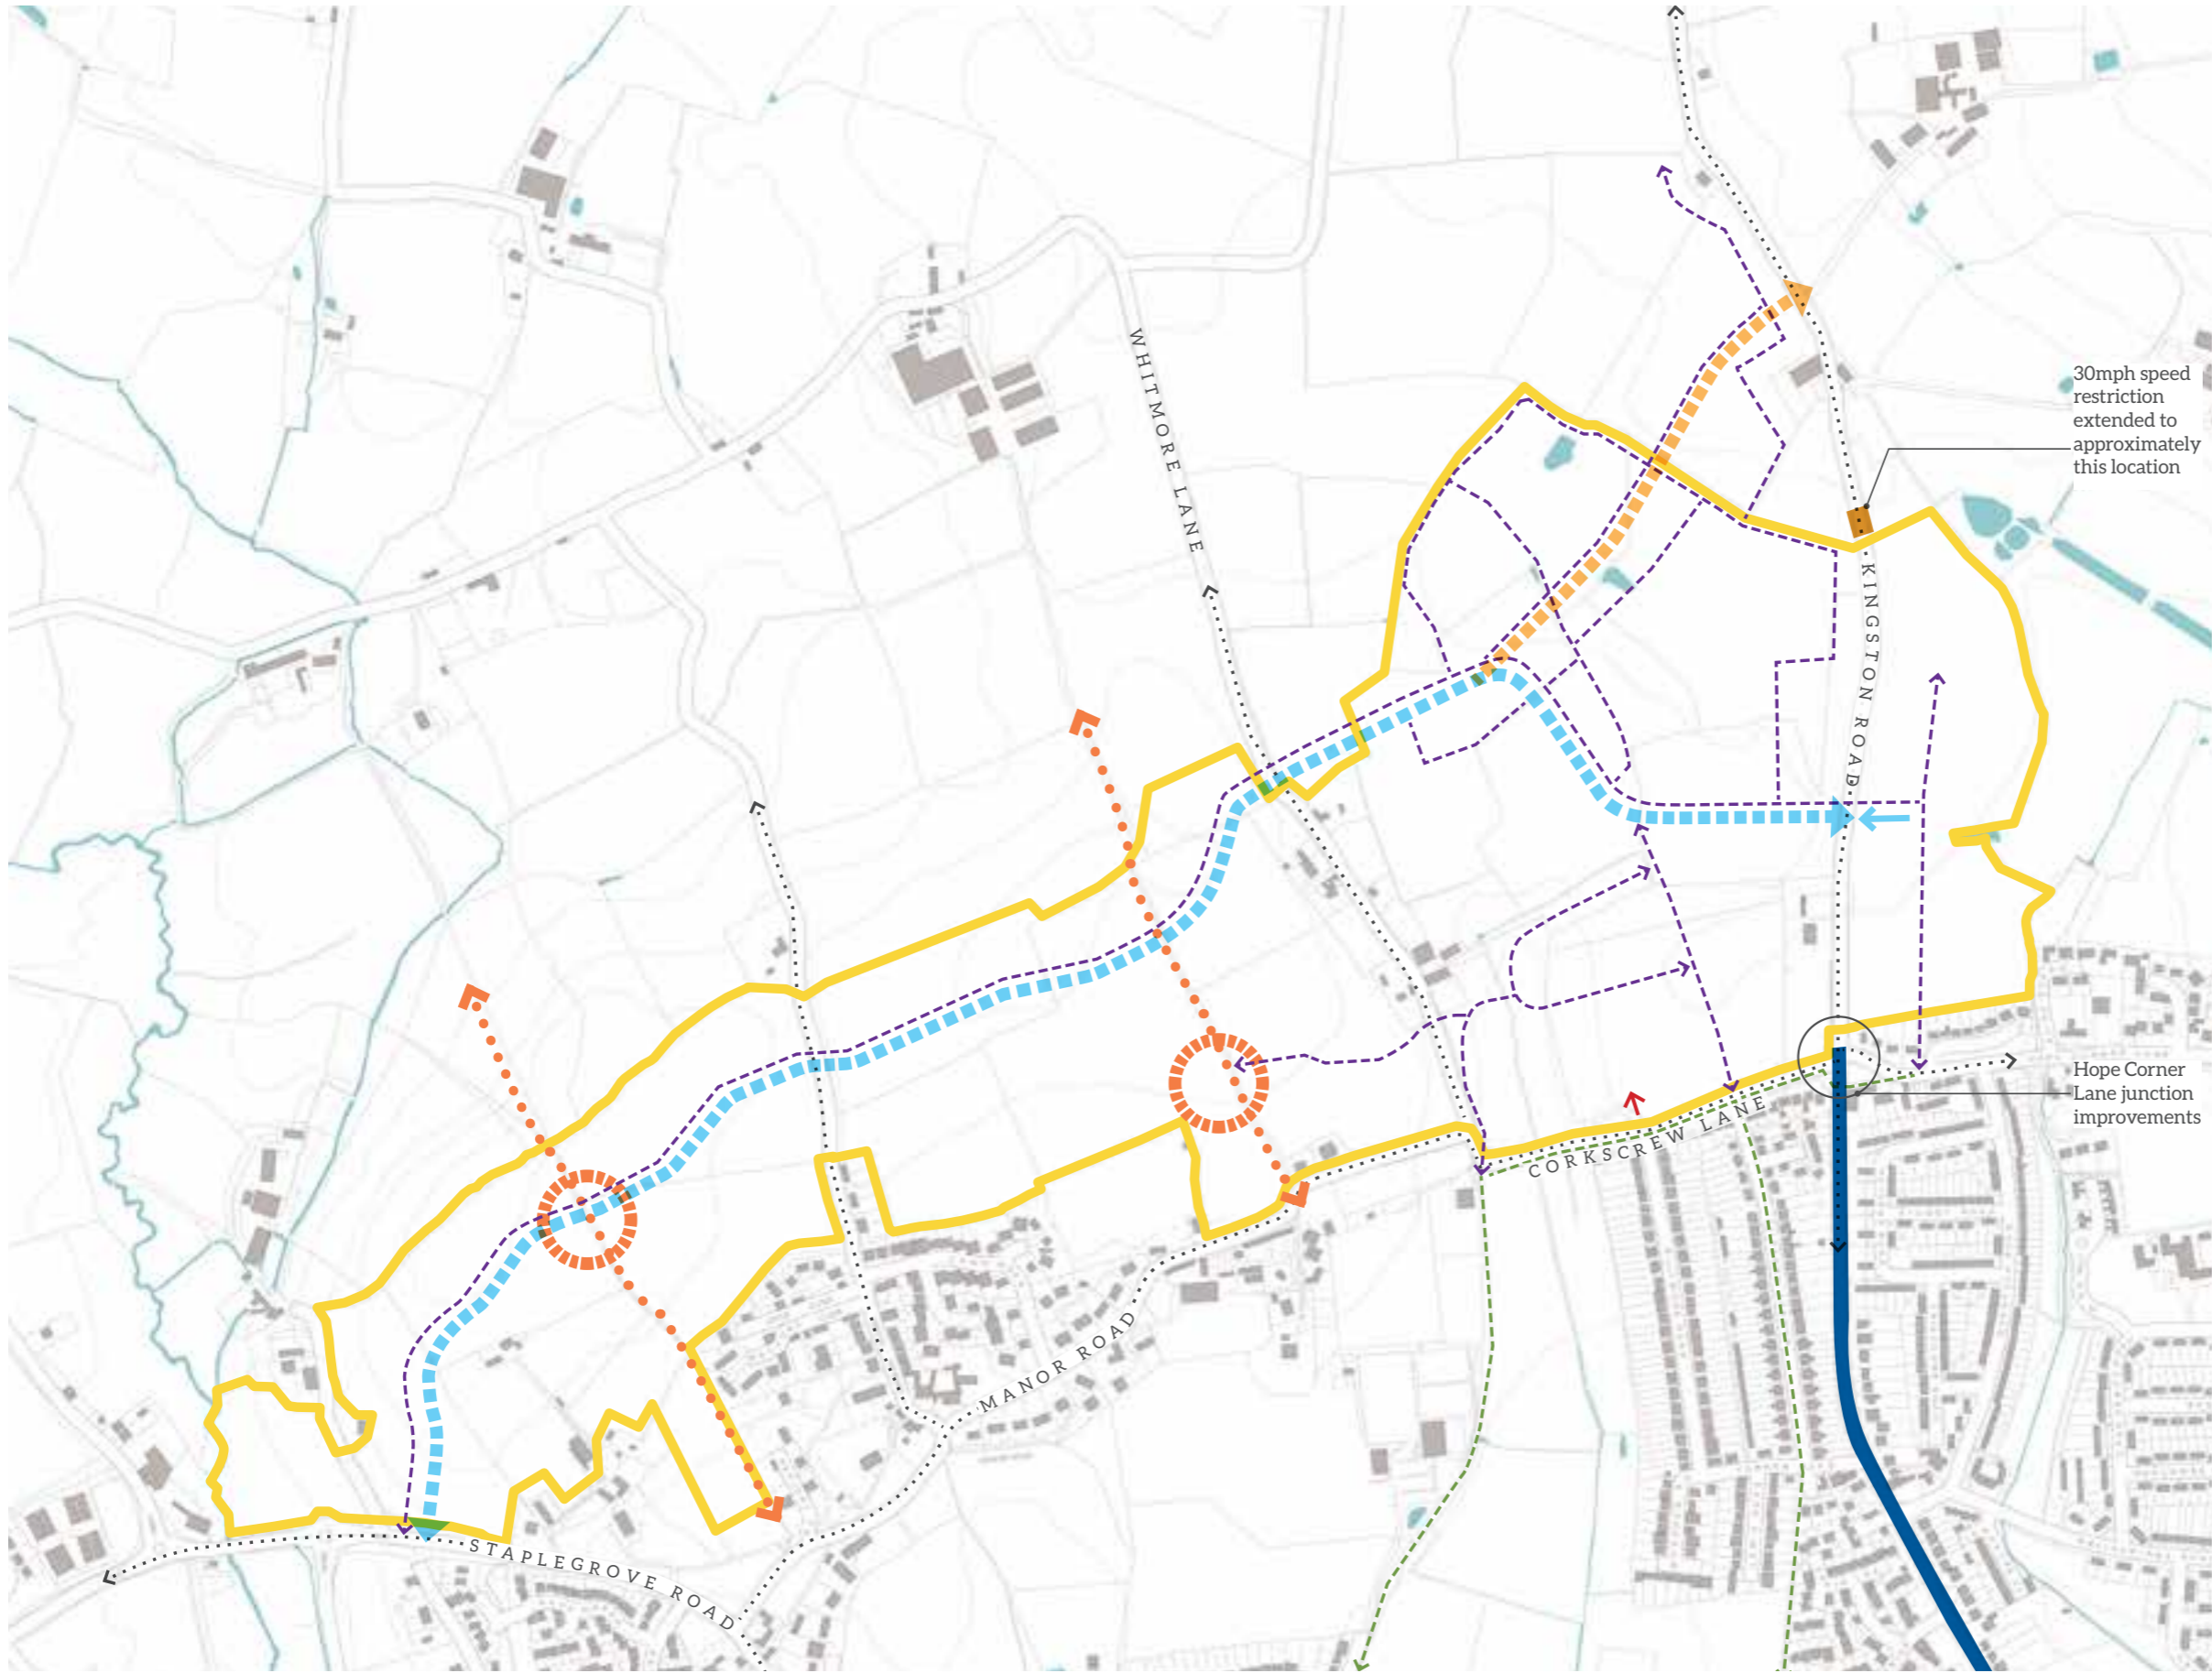 WHITMORE LANE
30mph speed
restriction
extended to
approximately
this location
KINGSTON ROAD
Hope Corner
Lane junction
improvements
CORKSCREW LANE
MANOR ROAD
STAPLEGROVE ROAD